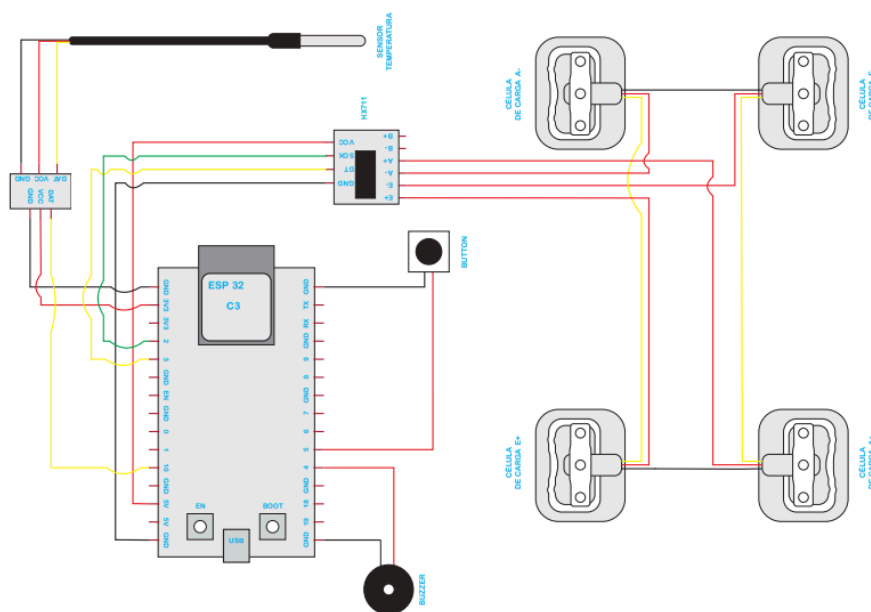 SENSOR
TEMPERATURA
CÉLULA
DE CARGA A-
CÉLULA
HX711
VCC
SCK
DT
GND
B+
B-
A+
A-
E-
E+
GND
VCC
DAT
GND
VCC
DAT
BUTTON
ESP 32
C3
GND
3V3
3V3
2
3
GND
EN
GND
0
1
10
GND
5V
5V
GND
GND
TX
RX
GND
9
8
GND
7
6
5
4
GND
18
19
GND
EN
BOOT
USB
BUZZER
CÉLULA
DE CARGA E+
CÉLULA